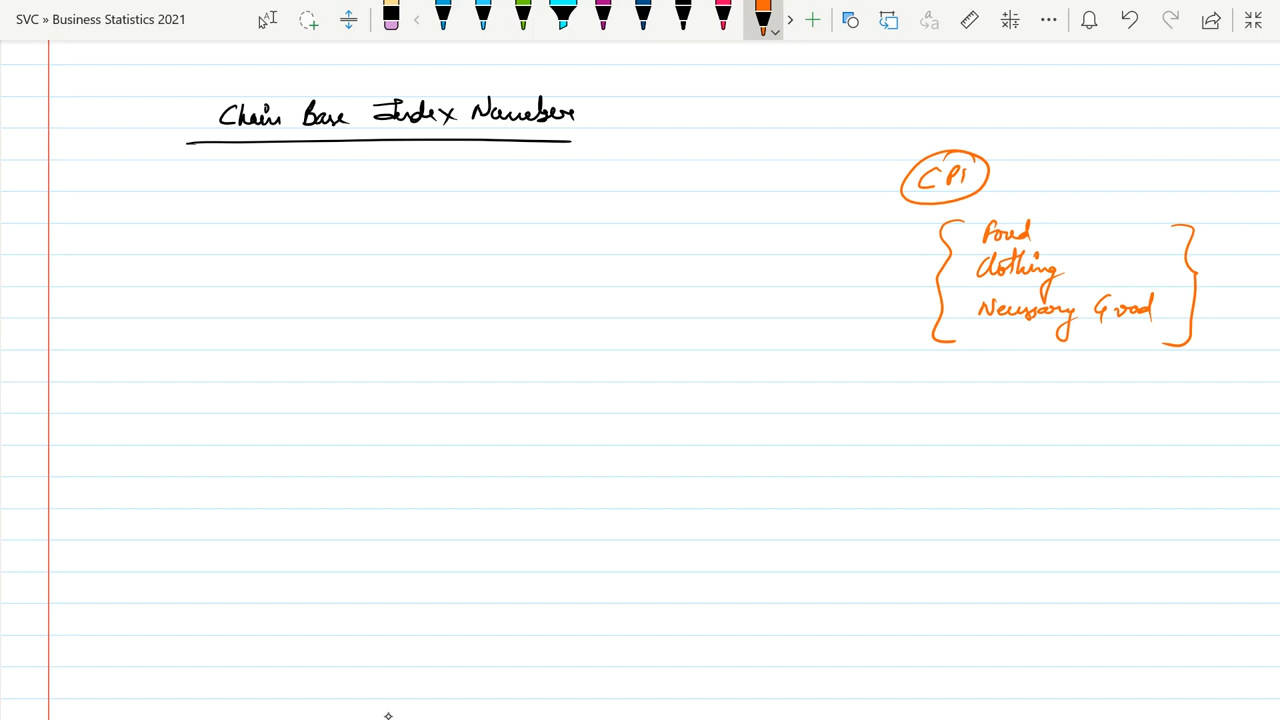 SVC » Business Statistics 2021
Chain Base Index Number
CPI
Food
Clothing
Necessary Good